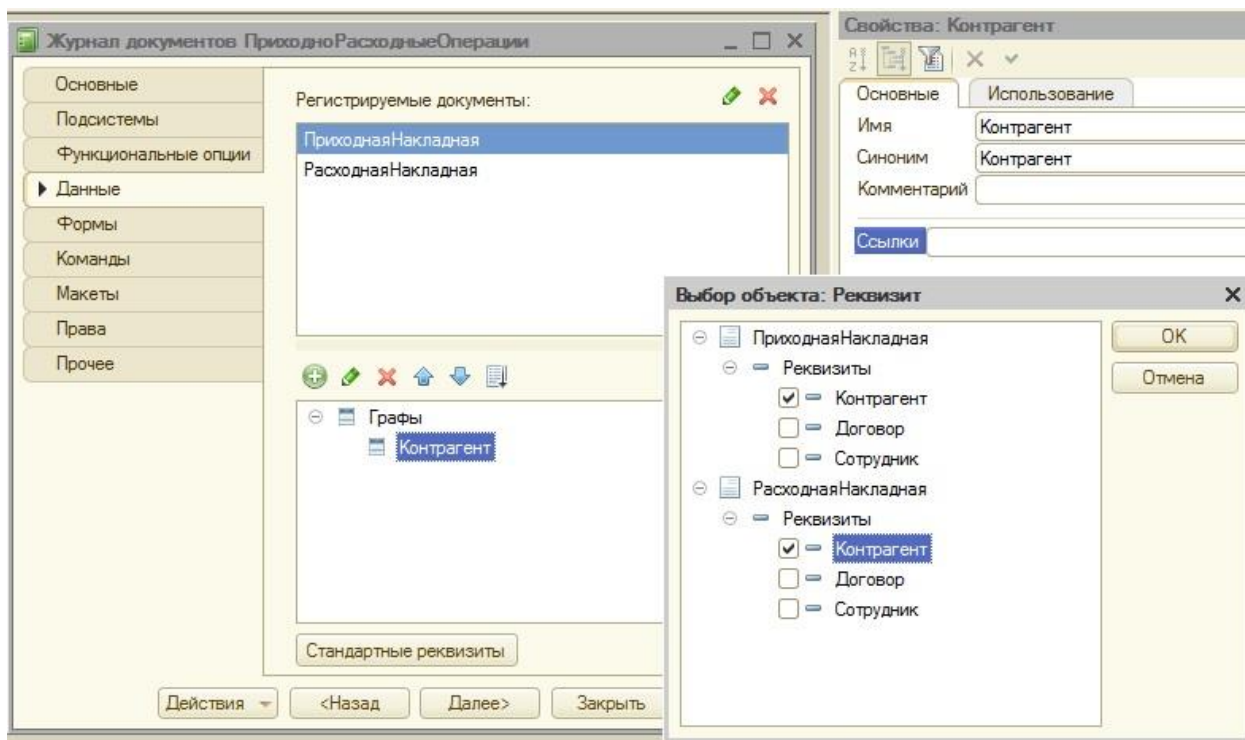 Журнал документов ПриходноРасходныеОперации
Основные
Подсистемы
Функциональные опции
Данные
Формы
Команды
Макеты
Права
Прочее
Регистрируемые документы:
ПриходнаяНакладная
РасходнаяНакладная
Графы
Контрагент
Стандартные реквизиты
Действия
<Назад
Далее>
Закрыть
Свойства: Контрагент
Основные
Использование
Имя
Контрагент
Синоним
Контрагент
Комментарий
Ссылки
Выбор объекта: Реквизит
ПриходнаяНакладная
Реквизиты
Контрагент
Договор
Сотрудник
РасходнаяНакладная
Реквизиты
Контрагент
Договор
Сотрудник
OK
Отмена